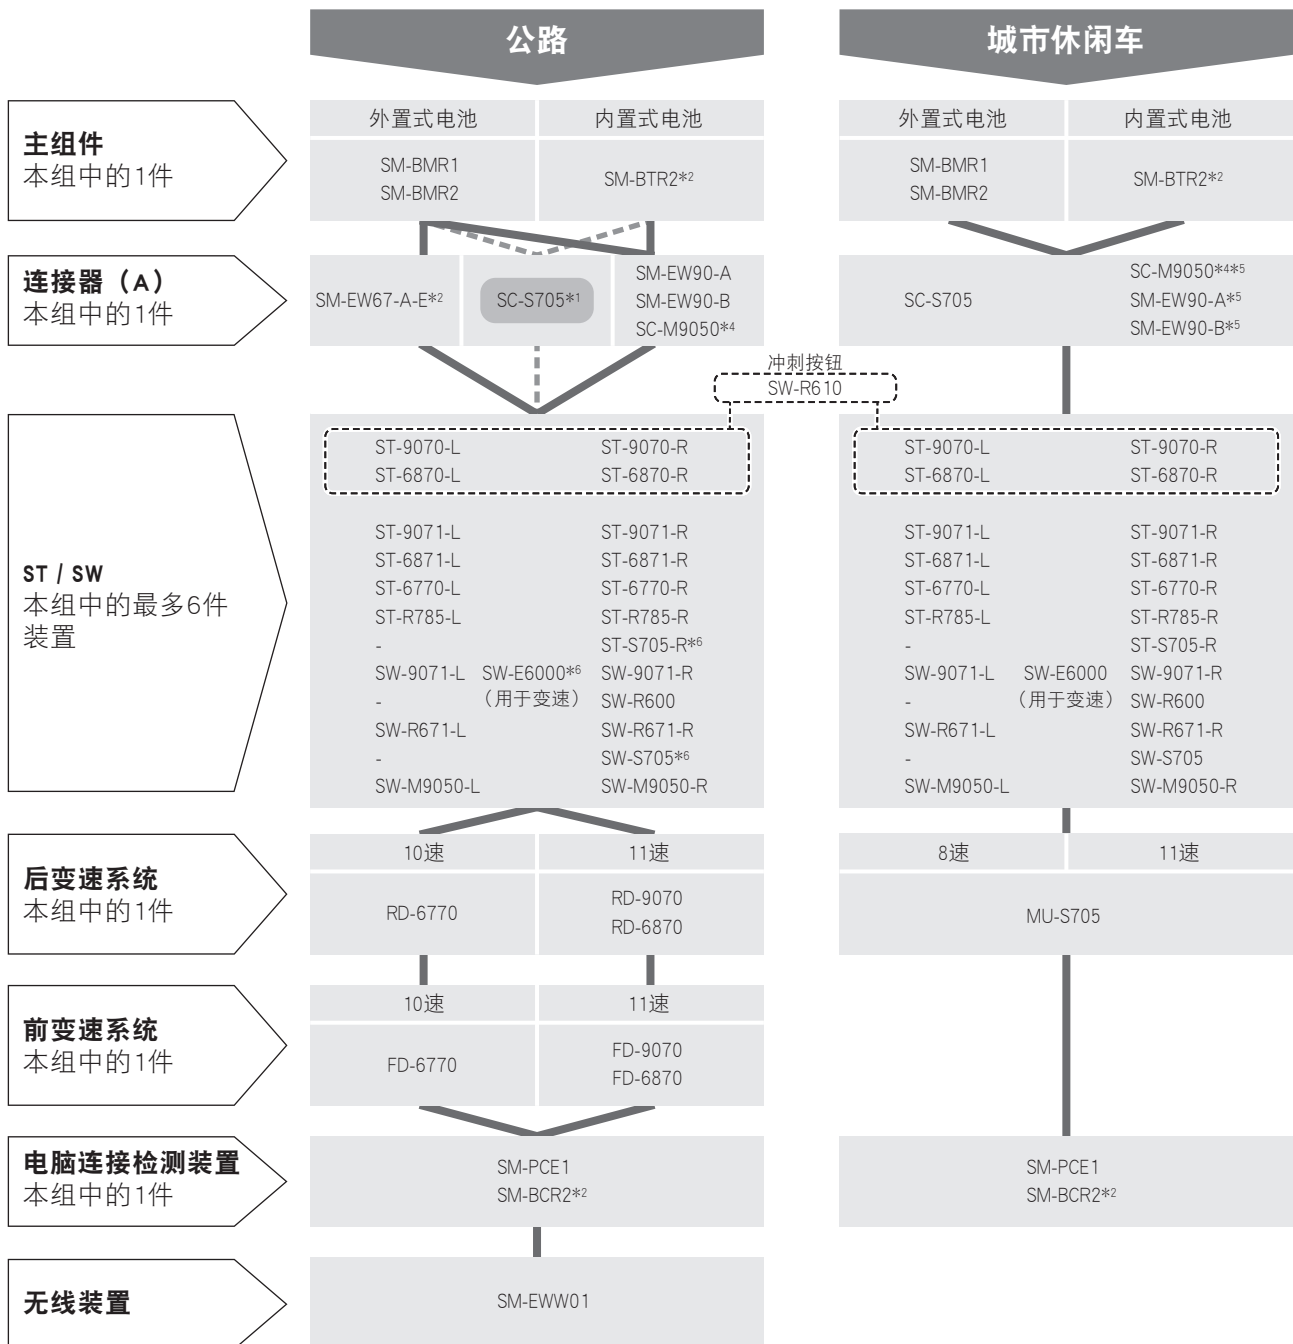 公路
城市休闲车
主组件
本组中的1件
外置式电池
内置式电池
SM-BMR1
SM-BMR2
SM-BTR2*2
外置式电池
内置式电池
SM-BMR1
SM-BMR2
SM-BTR2*2
连接器（A）
本组中的1件
SM-EW67-A-E*2
SC-S705*1
SM-EW90-A
SM-EW90-B
SC-M9050*4
SC-S705
SC-M9050*4*5
SM-EW90-A*5
SM-EW90-B*5
冲刺按钮
SW-R610
ST / SW
本组中的最多6件
装置
ST-9070-L ST-9070-R
ST-6870-L ST-6870-R
ST-9071-L ST-9071-R
ST-6871-L ST-6871-R
ST-6770-L ST-6770-R
ST-R785-L ST-R785-R
- ST-S705-R*6
SW-9071-L SW-E6000*6 SW-9071-R
- （用于变速） SW-R600
SW-R671-L SW-R671-R
- SW-S705*6
SW-M9050-L SW-M9050-R
ST-9070-L ST-9070-R
ST-6870-L ST-6870-R
ST-9071-L ST-9071-R
ST-6871-L ST-6871-R
ST-6770-L ST-6770-R
ST-R785-L ST-R785-R
- ST-S705-R
SW-9071-L SW-E6000 SW-9071-R
- （用于变速） SW-R600
SW-R671-L SW-R671-R
- SW-S705
SW-M9050-L SW-M9050-R
后变速系统
本组中的1件
10速
11速
RD-6770
RD-9070
RD-6870
8速
11速
MU-S705
前变速系统
本组中的1件
10速
11速
FD-6770
FD-9070
FD-6870
电脑连接检测装置
本组中的1件
SM-PCE1
SM-BCR2*2
SM-PCE1
SM-BCR2*2
无线装置
SM-EWW01